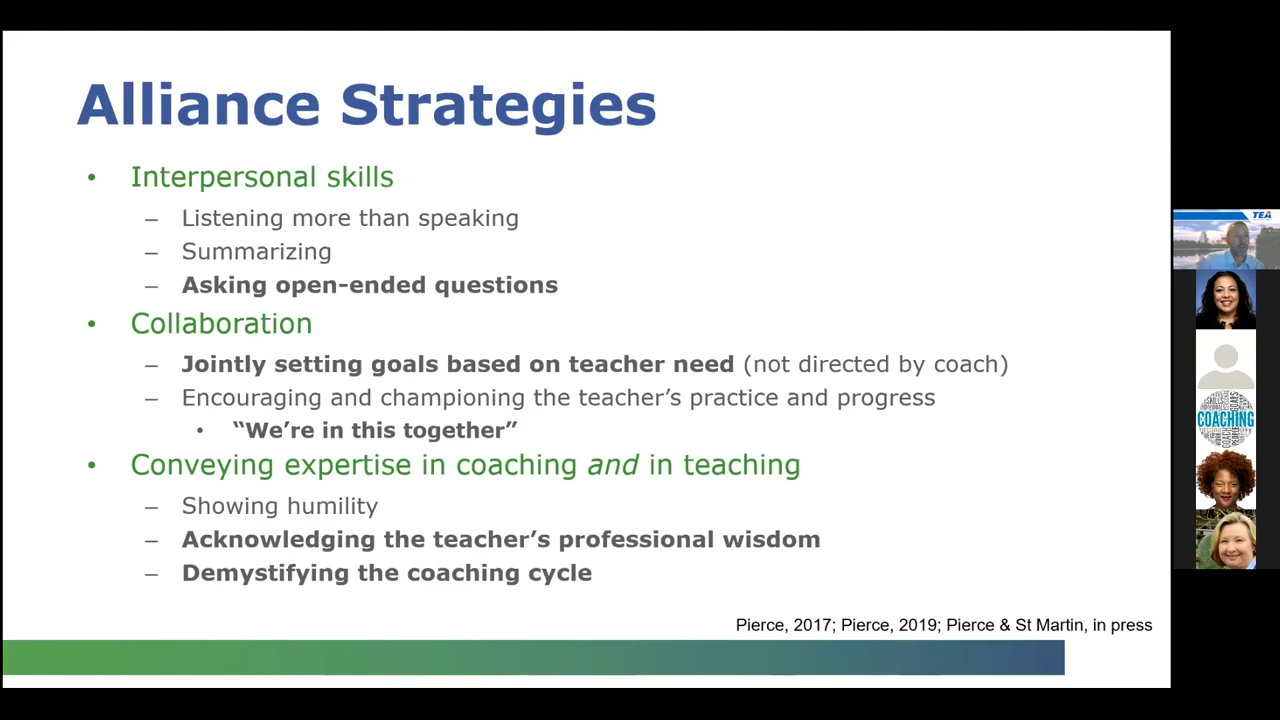 Alliance Strategies
• Interpersonal skills
– Listening more than speaking
– Summarizing
– Asking open-ended questions
• Collaboration
– Jointly setting goals based on teacher need (not directed by coach)
– Encouraging and championing the teacher’s practice and progress
• “We’re in this together”
• Conveying expertise in coaching and in teaching
– Showing humility
– Acknowledging the teacher’s professional wisdom
– Demystifying the coaching cycle
Pierce, 2017; Pierce, 2019; Pierce & St Martin, in press
TEA
SKILLS
COACHING